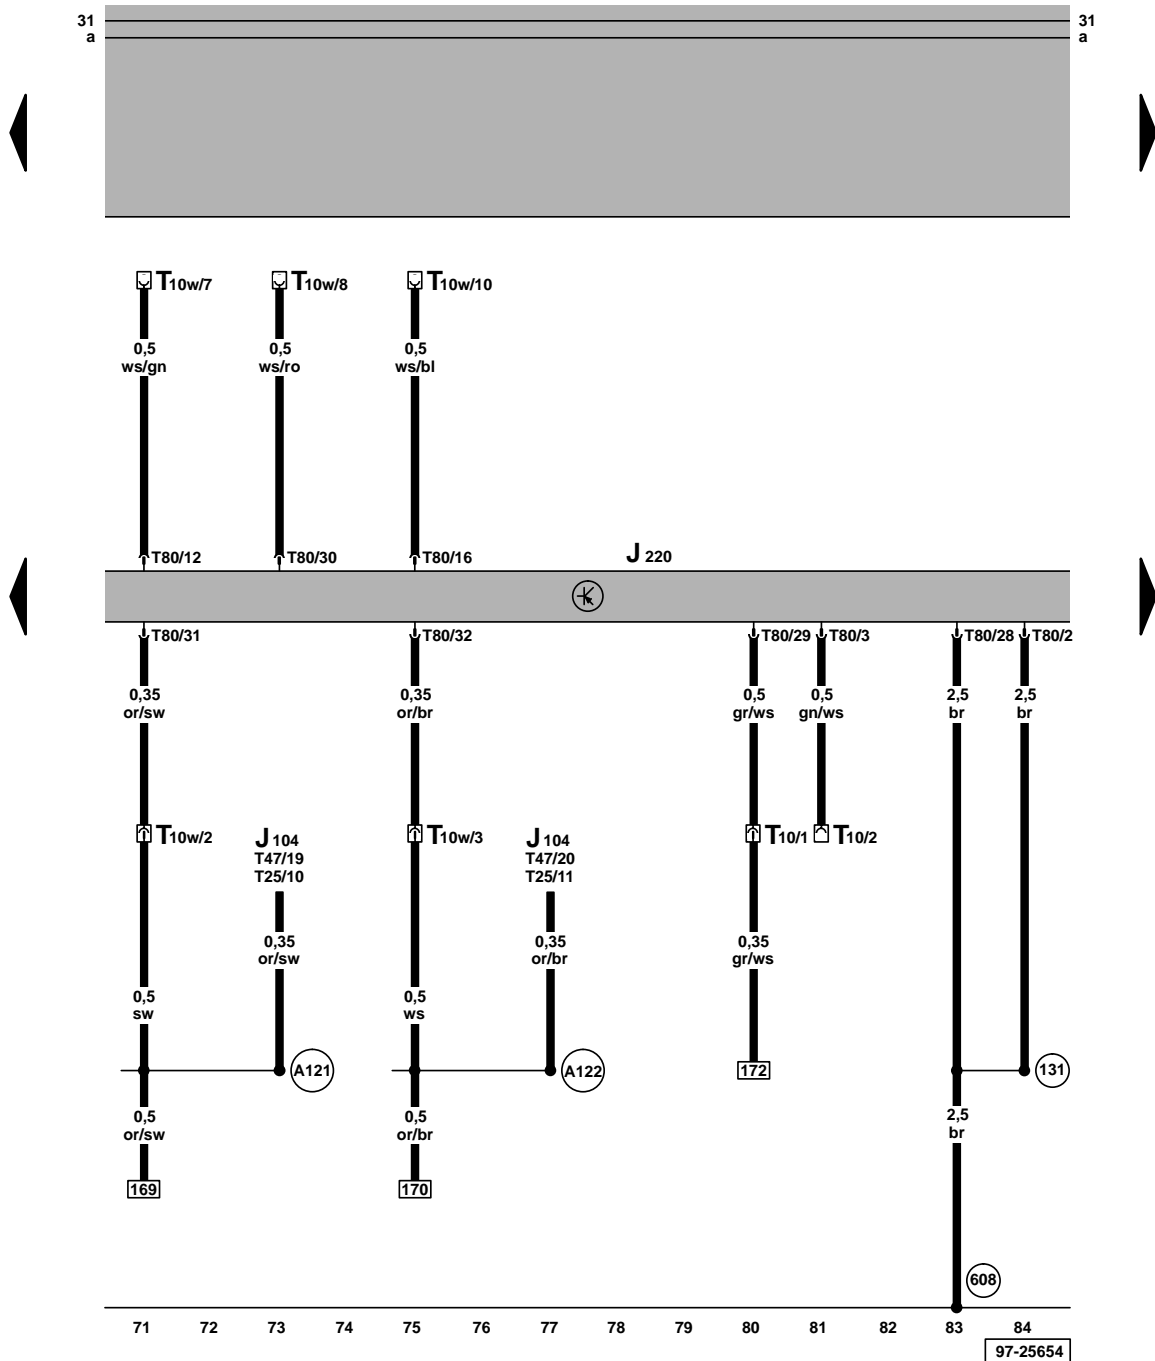 31 31
a a
T10w/7 T10w/8 T10w/10
0,5 0,5 0,5
ws/gn ws/ro ws/bl
T80/12 T80/30 T80/16 J 220
T80/31 T80/32 T80/29 T80/3 T80/28 T80/2
0,35 0,35 0,5 0,5 2,5 2,5
or/sw or/br gr/ws gn/ws br br
T10w/2 J 104 T10w/3 J 104 T10/1 T10/2
T47/19 T47/20
T25/10 T25/11
0,35 0,35 0,35
or/sw or/br gr/ws
0,5 0,5
sw ws
A121 A122 172 131
0,5 0,5 2,5
or/sw or/br br
169 170
608
71 72 73 74 75 76 77 78 79 80 81 82 83 84
97-25654